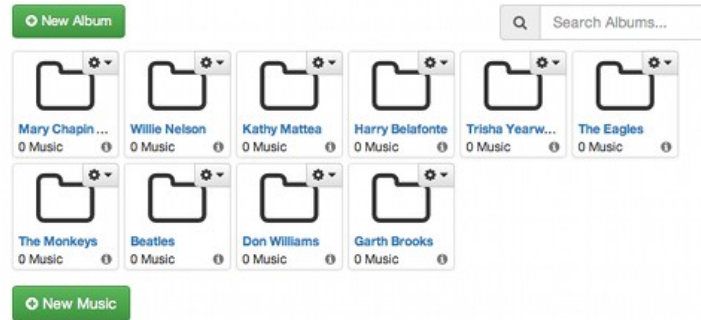 New Album
Search Albums...
Mary Chapin ... Willie Nelson Kathy Mattea Harry Belafonte Trisha Yearw... The Eagles
0 Music 0 Music 0 Music 0 Music 0 Music 0 Music
The Monkeys Beatles Don Williams Garth Brooks
0 Music 0 Music 0 Music 0 Music
New Music